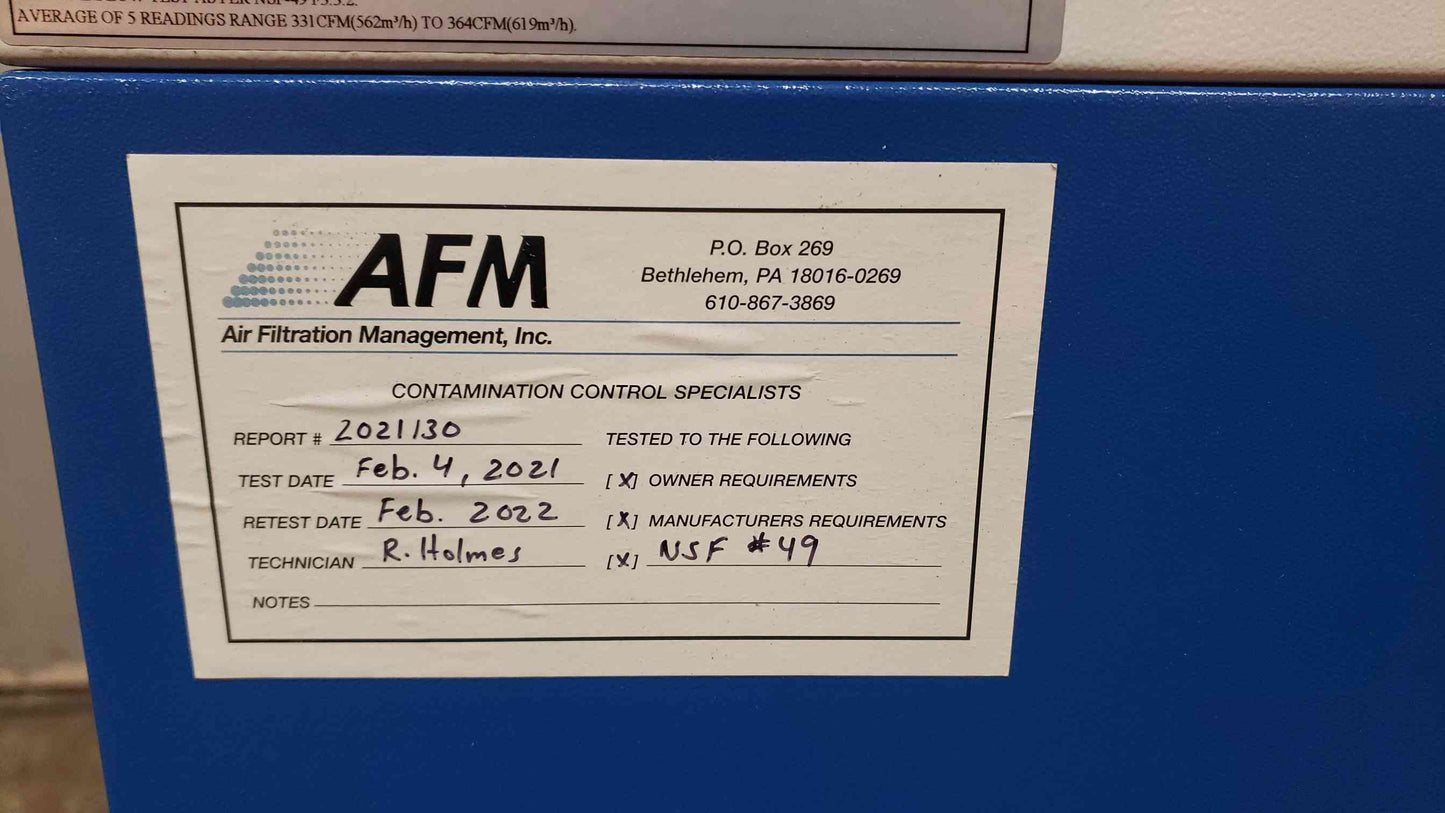 AVERAGE OF 5 READINGS RANGE 331CFM(562m³/h) TO 364CFM(619m³/h).
AFM
P.O. Box 269
Bethlehem, PA 18016-0269
610-867-3869
Air Filtration Management, Inc.
CONTAMINATION CONTROL SPECIALISTS
REPORT # 2021130
TEST DATE Feb. 4, 2021
RETEST DATE Feb. 2022
TECHNICIAN R. Holmes
NOTES
TESTED TO THE FOLLOWING
[X] OWNER REQUIREMENTS
[X] MANUFACTURERS REQUIREMENTS
[X] NSF #49